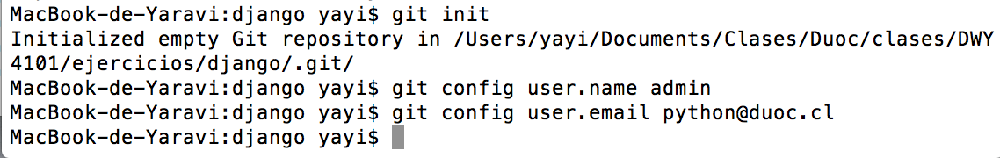 MacBook-de-Yaravi:django yayi$ git init
Initialized empty Git repository in /Users/yayi/Documents/Clases/Duoc/clases/DWY
4101/ejercicios/django/.git/
MacBook-de-Yaravi:django yayi$ git config user.name admin
MacBook-de-Yaravi:django yayi$ git config user.email python@duoc.cl
MacBook-de-Yaravi:django yayi$